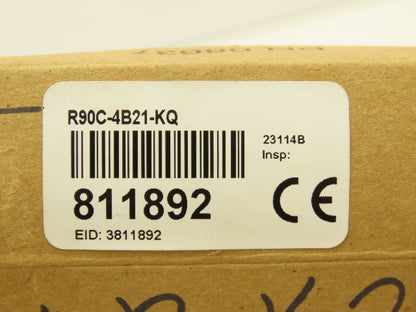 R90C-4B21-KQ
23114B
Insp:
811892
CE
EID: 3811892